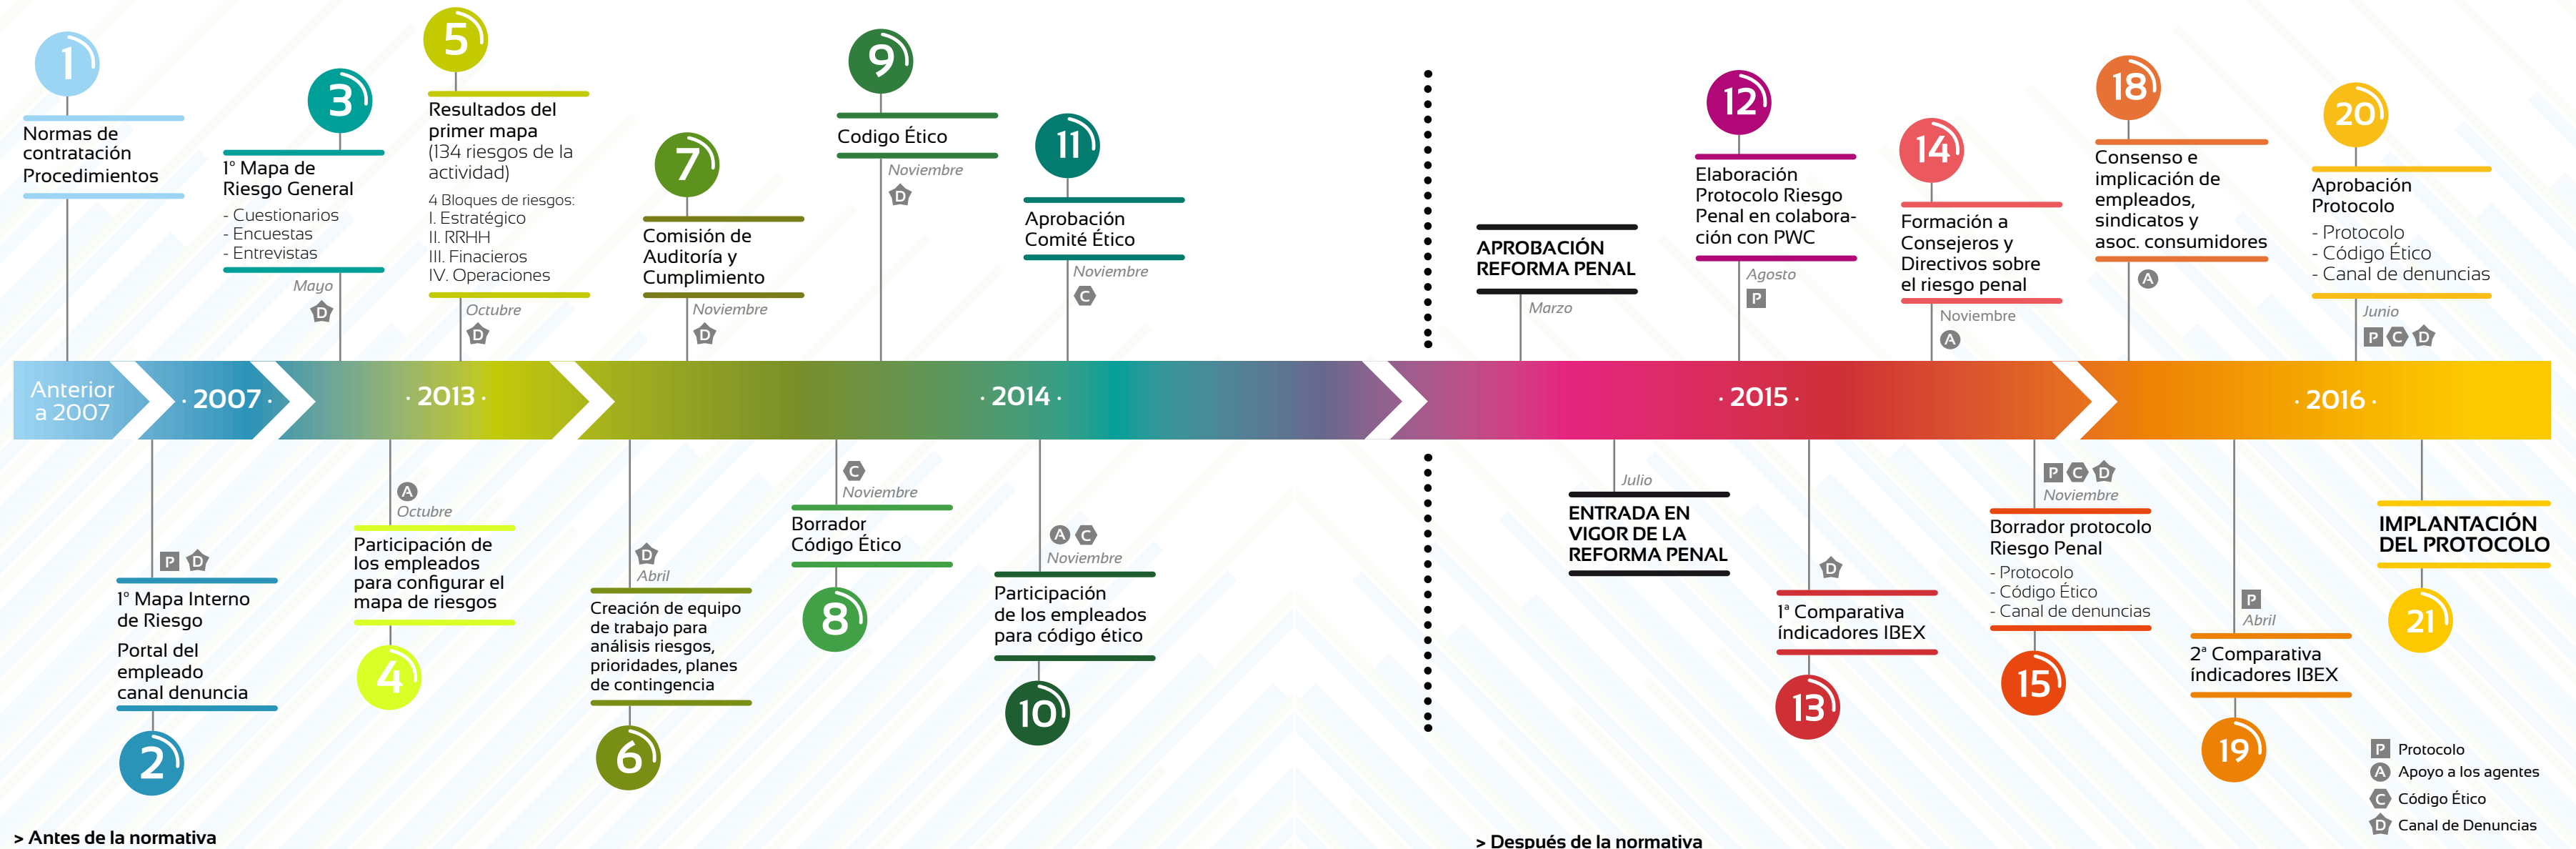 1
Normas de
contratación
Procedimientos
3
1º Mapa de
Riesgo General
- Cuestionarios
- Encuestas
- Entrevistas
Mayo
D
5
Resultados del
primer mapa
(134 riesgos de la
actividad)
4 Bloques de riesgos:
I. Estratégico
II. RRHH
III. Finacieros
IV. Operaciones
Octubre
D
7
Comisión de
Auditoría y
Cumplimiento
Noviembre
D
9
Codigo Ético
Noviembre
D
11
Aprobación
Comité Ético
Noviembre
C
APROBACIÓN
REFORMA PENAL
Marzo
12
Elaboración
Protocolo Riesgo
Penal en colabora-
ción con PWC
Agosto
P
14
Formación a
Consejeros y
Directivos sobre
el riesgo penal
Noviembre
A
18
Consenso e
implicación de
empleados,
sindicatos y
asoc. consumidores
A
20
Aprobación
Protocolo
- Protocolo
- Código Ético
- Canal de denuncias
Junio
P C D
Anterior
a 2007
· 2007 ·
· 2013 ·
· 2014 ·
· 2015 ·
· 2016 ·
P D
1º Mapa Interno
de Riesgo
Portal del
empleado
canal denuncia
2
A
Octubre
Participación de
los empleados
para configurar el
mapa de riesgos
4
D
Abril
Creación de equipo
de trabajo para
análisis riesgos,
prioridades, planes
de contingencia
6
C
Noviembre
Borrador
Código Ético
8
A C
Noviembre
Participación
de los empleados
para código ético
10
Julio
ENTRADA EN
VIGOR DE LA
REFORMA PENAL
D
1ª Comparativa
índicadores IBEX
13
P C D
Noviembre
Borrador protocolo
Riesgo Penal
- Protocolo
- Código Ético
- Canal de denuncias
15
P
Abril
2ª Comparativa
índicadores IBEX
19
IMPLANTACIÓN
DEL PROTOCOLO
21
P Protocolo
A Apoyo a los agentes
C Código Ético
D Canal de Denuncias
> Antes de la normativa
> Después de la normativa